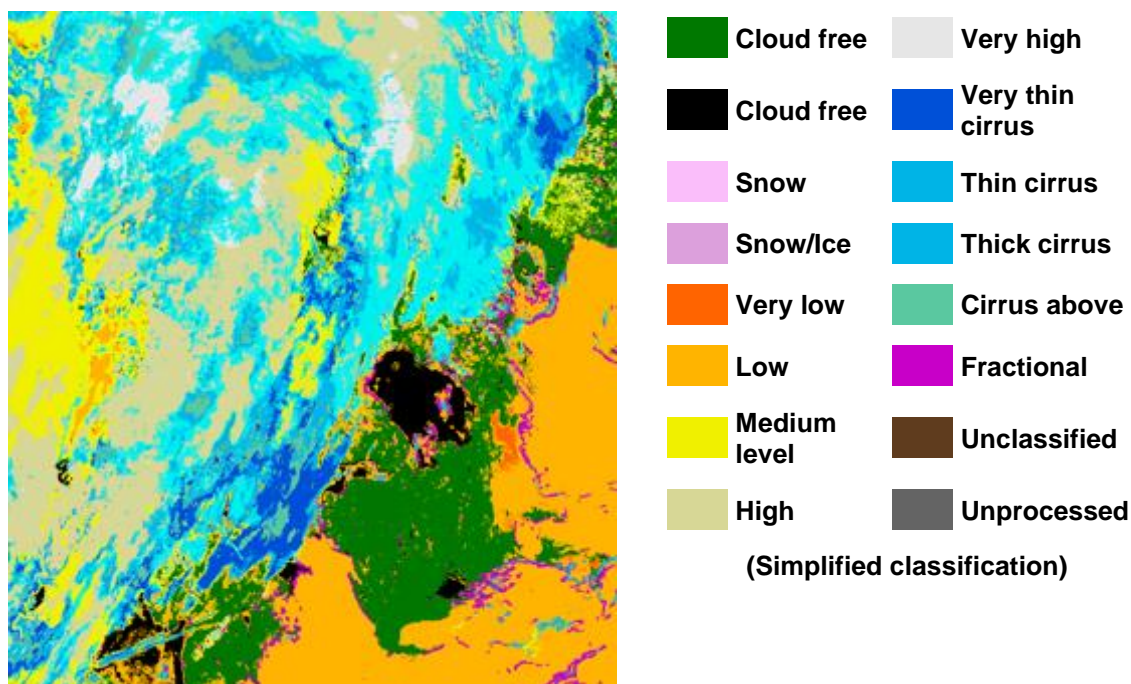 Cloud free
Very high
Cloud free
Very thin
cirrus
Snow
Thin cirrus
Snow/Ice
Thick cirrus
Very low
Cirrus above
Low
Fractional
Medium
level
Unclassified
High
Unprocessed
(Simplified classification)